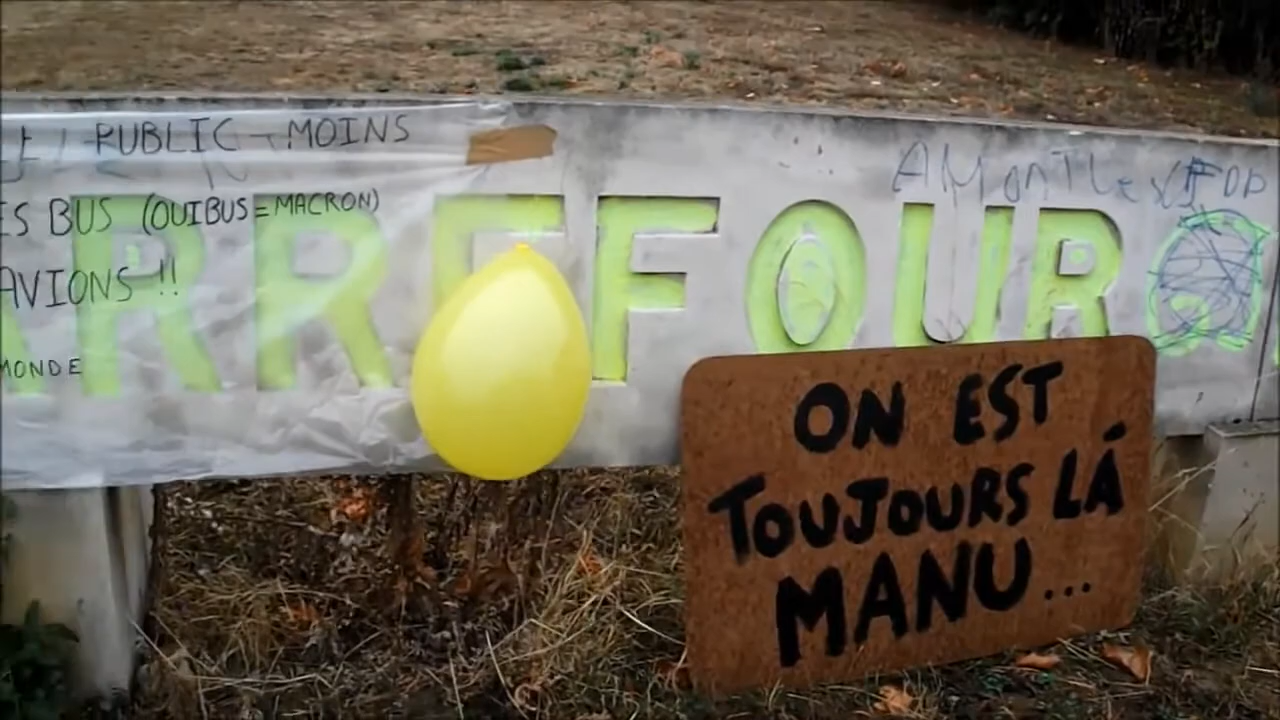 PUBLIC - MOINS
ES BUS (OUIBUS = MACRON)
AVIONS !!
MONDE
ARREFOUR
ON EST
TOUJOURS LÁ
MANU...